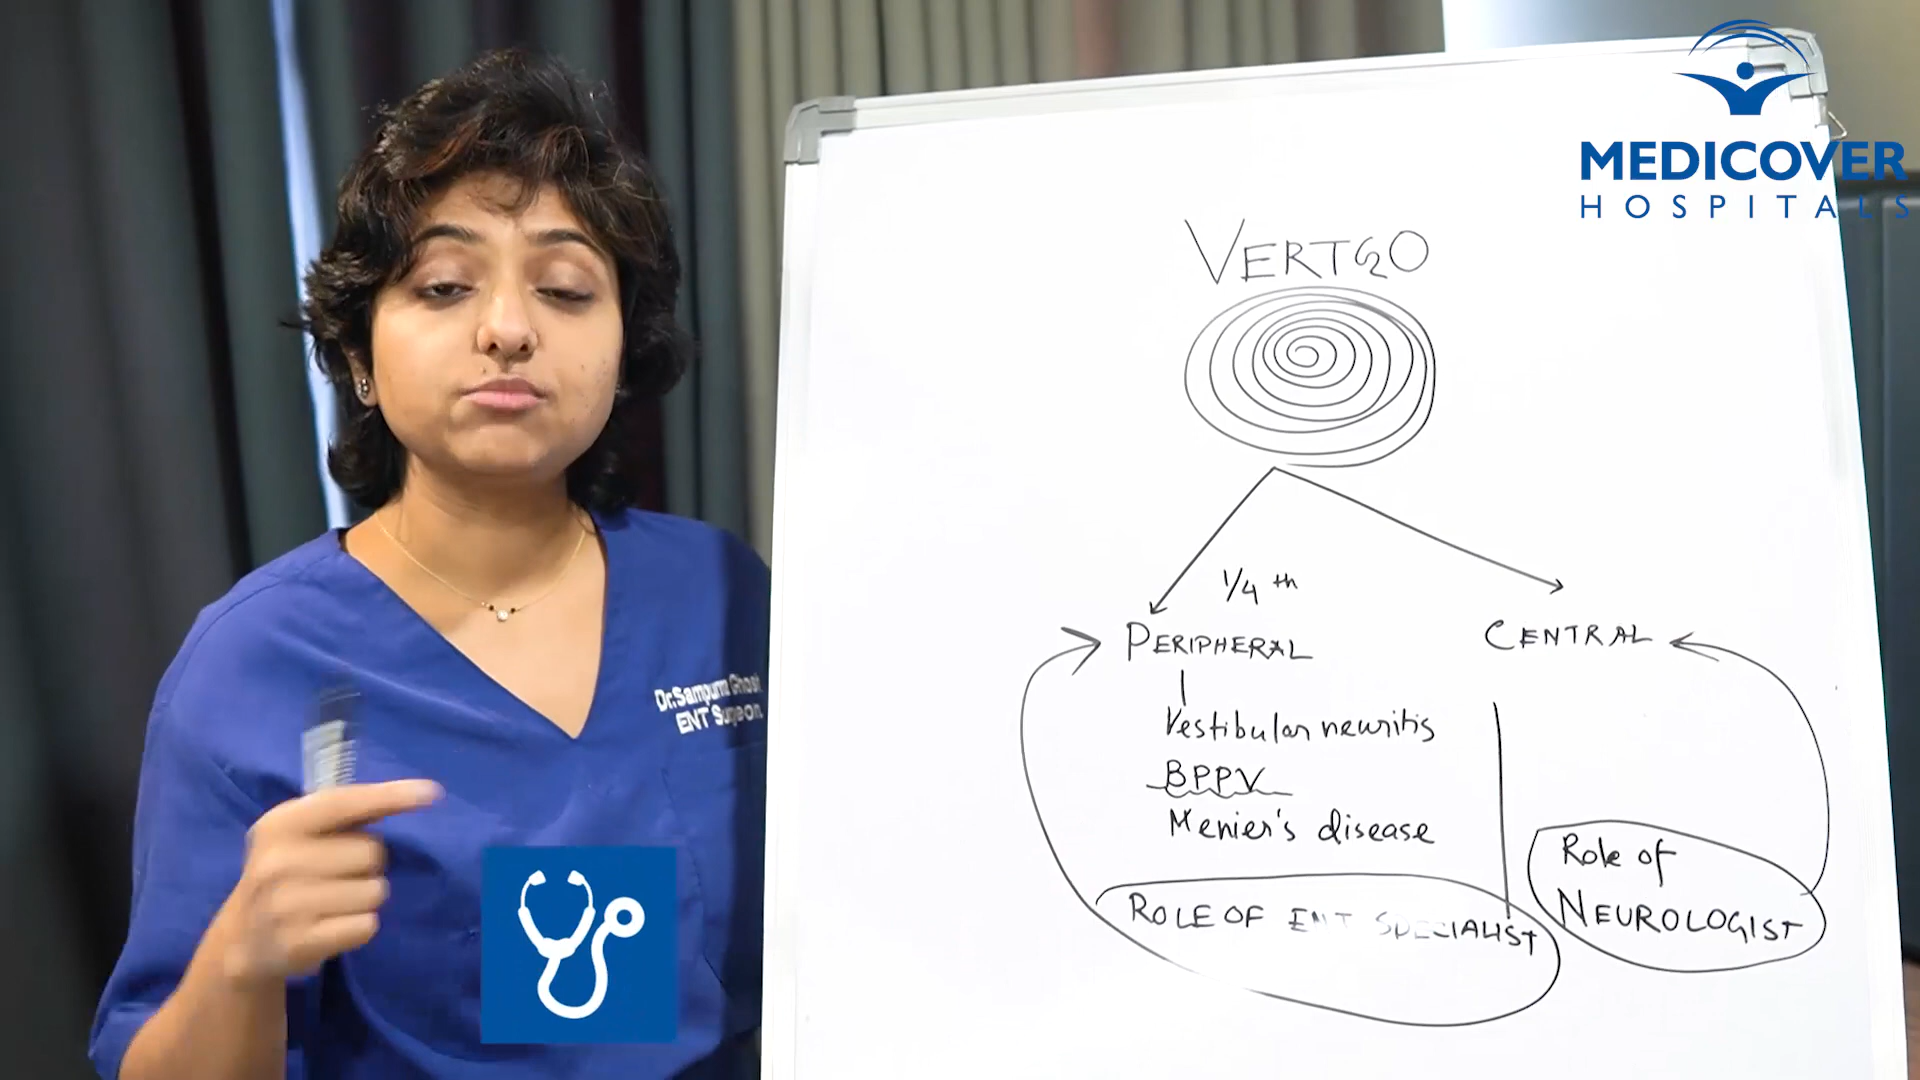 MEDICOVER
HOSPITALS
VERTGO
1/4 th
PERIPHERAL
CENTRAL
Vestibular neuritis
BPPV
Menier's disease
Role of
NEUROLOGIST
ROLE OF ENT SPECIALIST
Dr.Sampurna Ghosh
ENT Surgeon